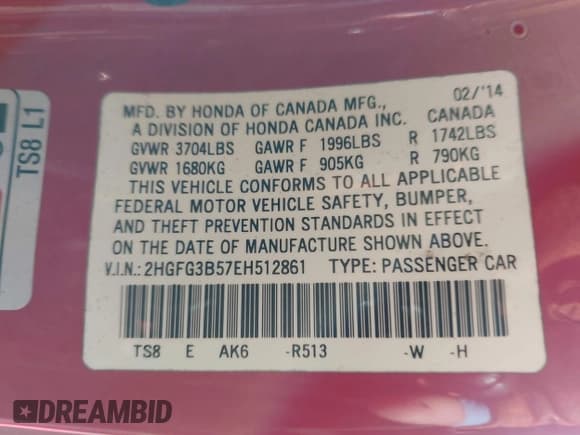 02/'14
MFD. BY HONDA OF CANADA MFG.,
A DIVISION OF HONDA CANADA INC. CANADA
GVWR 3704LBS GAWR F 1996LBS R 1742LBS
GVWR 1680KG GAWR F 905KG R 790KG
THIS VEHICLE CONFORMS TO ALL APPLICABLE
FEDERAL MOTOR VEHICLE SAFETY, BUMPER,
AND THEFT PREVENTION STANDARDS IN EFFECT
ON THE DATE OF MANUFACTURE SHOWN ABOVE.
V.I.N.: 2HGFG3B57EH512861 TYPE: PASSENGER CAR
TS8 E AK6 -R513 -W -H
TS8 L1
DREAMBID